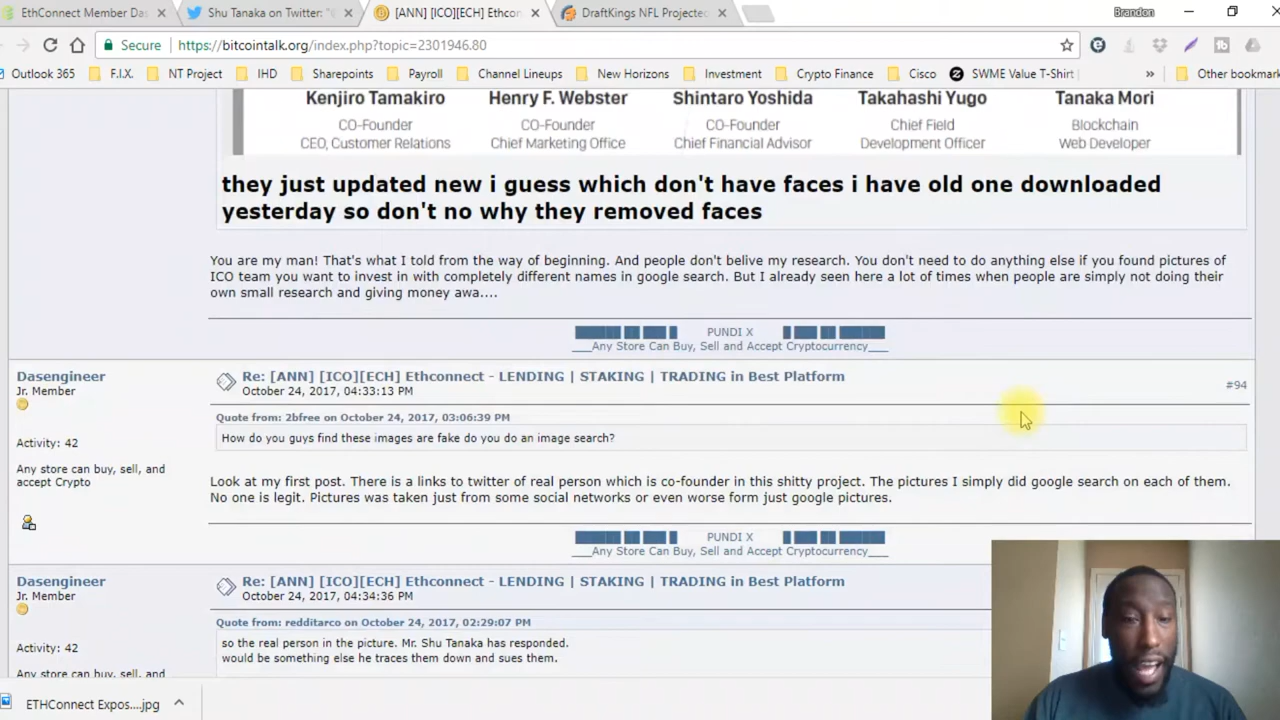 EthConnect Member Das
Shu Tanaka on Twitter: "@
[ANN] [ICO][ECH] Ethcon
DraftKings NFL Projected
Brandon
Secure
https://bitcointalk.org/index.php?topic=2301946.80
Outlook 365
F.I.X.
NT Project
IHD
Sharepoints
Payroll
Channel Lineups
New Horizons
Investment
Crypto Finance
Cisco
SWME Value T-Shirt
»
Other bookmark
Kenjiro Tamakiro
Henry F. Webster
Shintaro Yoshida
Takahashi Yugo
Tanaka Mori
CO-Founder
CO-Founder
CO-Founder
Chief Field
Blockchain
CEO, Customer Relations
Chief Marketing Office
Chief Financial Advisor
Development Officer
Web Developer
they just updated new i guess which don't have faces i have old one downloaded
yesterday so don't no why they removed faces
You are my man! That's what I told from the way of beginning. And people don't belive my research. You don't need to do anything else if you found pictures of
ICO team you want to invest in with completely different names in google search. But I already seen here a lot of times when people are simply not doing their
own small research and giving money awa....
PUNDI X
___Any Store Can Buy, Sell and Accept Cryptocurrency___
Dasengineer
Jr. Member
Activity: 42
Any store can buy, sell, and
accept Crypto
Re: [ANN] [ICO][ECH] Ethconnect - LENDING | STAKING | TRADING in Best Platform
October 24, 2017, 04:33:13 PM
#94
Quote from: 2bfree on October 24, 2017, 03:06:39 PM
How do you guys find these images are fake do you do an image search?
Look at my first post. There is a links to twitter of real person which is co-founder in this shitty project. The pictures I simply did google search on each of them.
No one is legit. Pictures was taken just from some social networks or even worse form just google pictures.
PUNDI X
___Any Store Can Buy, Sell and Accept Cryptocurrency___
Dasengineer
Jr. Member
Activity: 42
Any store can buy, sell, and
Re: [ANN] [ICO][ECH] Ethconnect - LENDING | STAKING | TRADING in Best Platform
October 24, 2017, 04:34:36 PM
Quote from: redditarco on October 24, 2017, 02:29:07 PM
so the real person in the picture. Mr. Shu Tanaka has responded.
would be something else he traces them down and sues them.
ETHConnect Expos....jpg